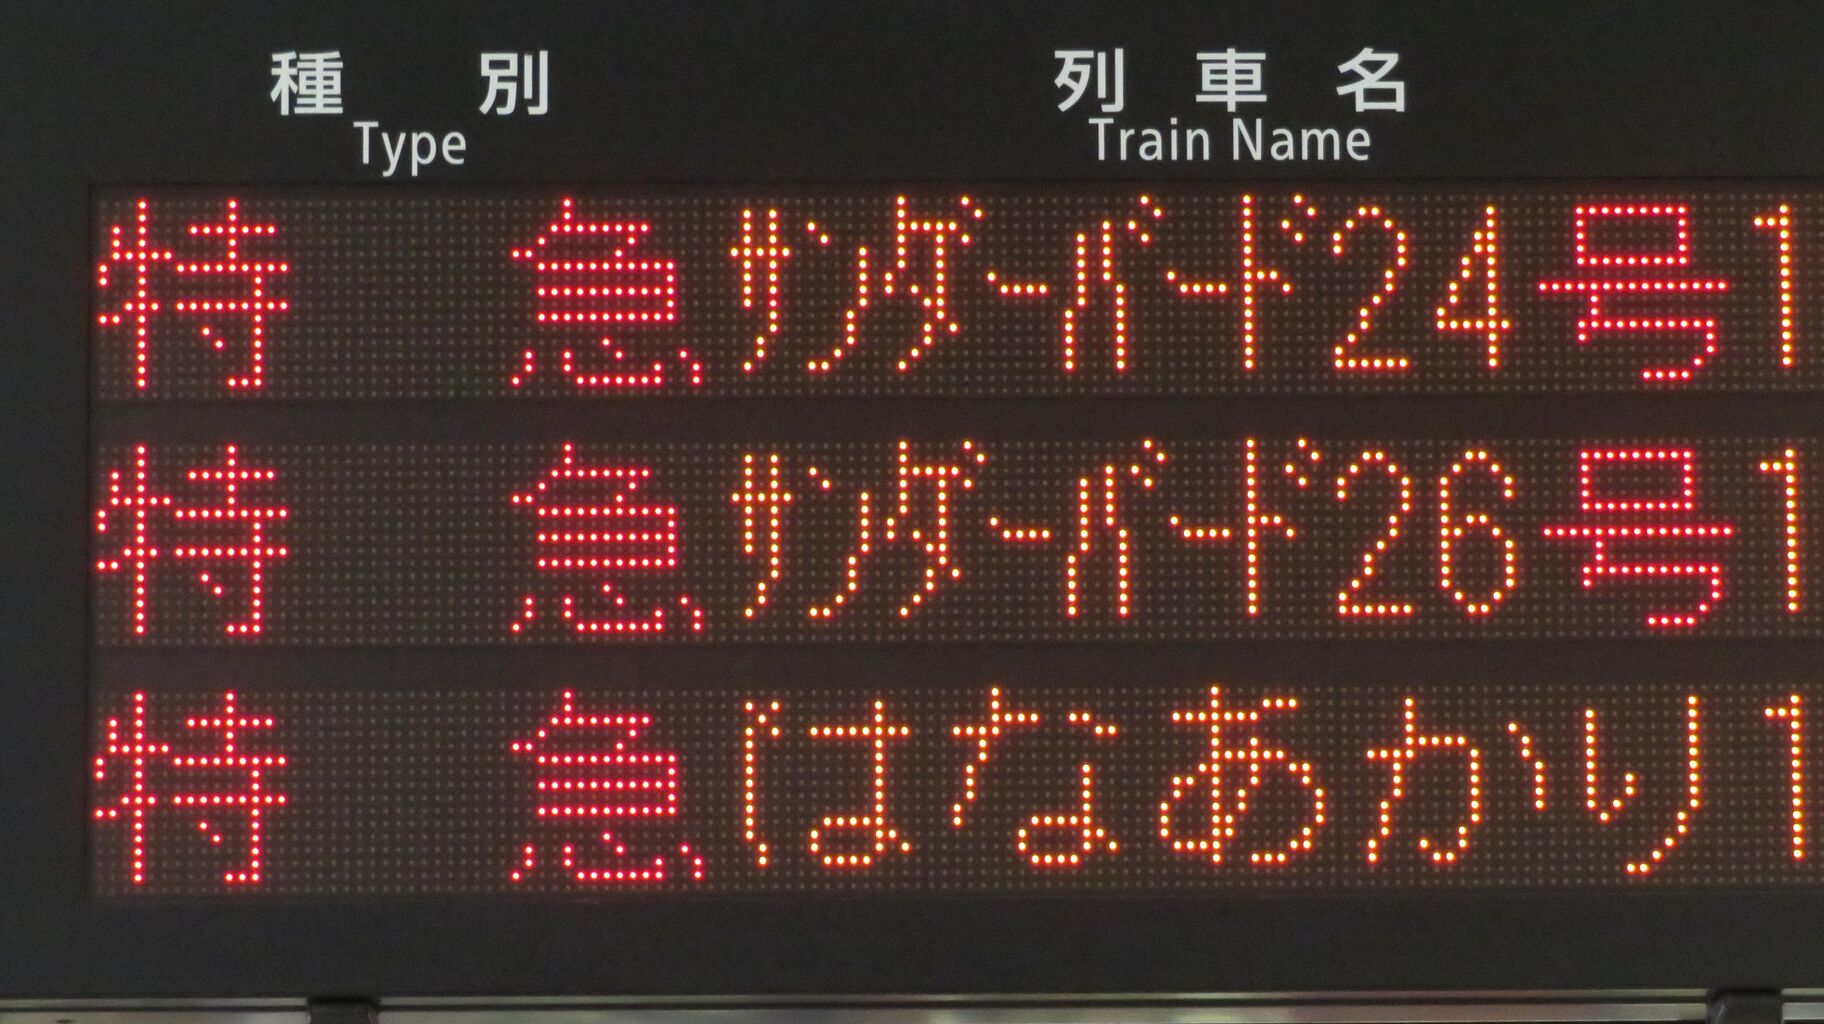 種別 列車名
Type Train Name
特急 サンダーバード24号 1
特急 サンダーバード26号 1
特急 はなあかり 1